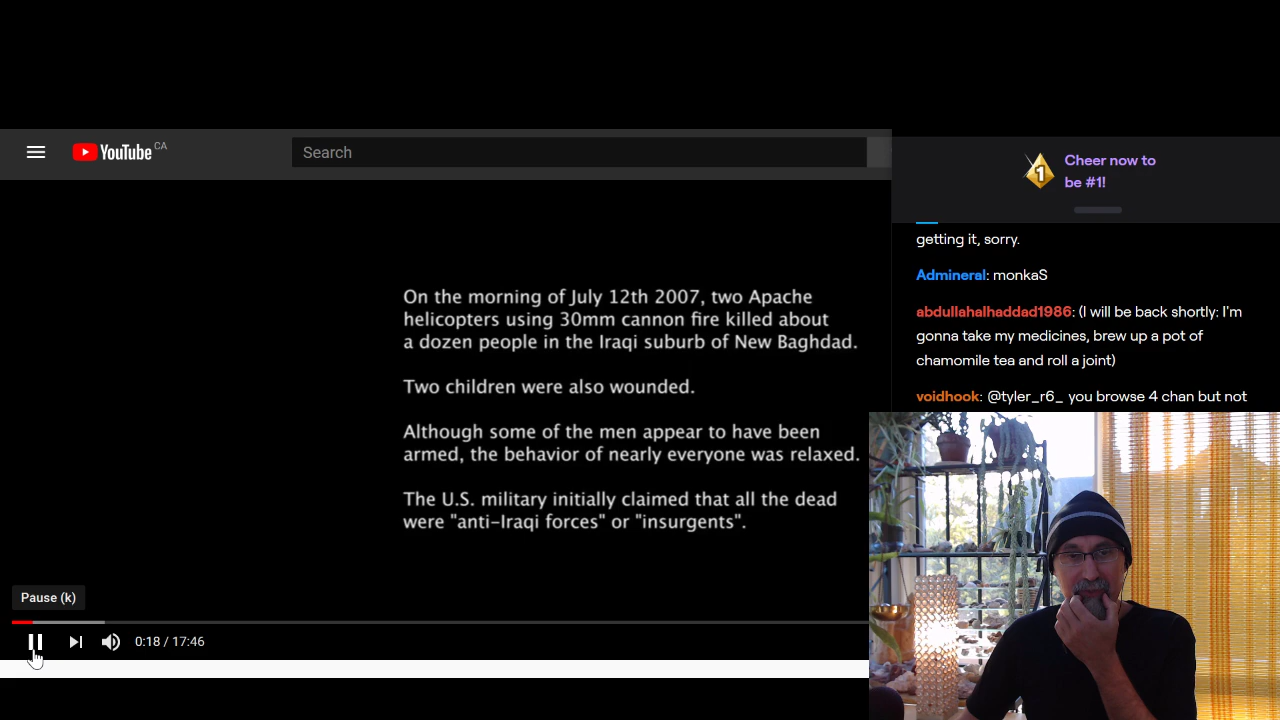 YouTube CA
Search
On the morning of July 12th 2007, two Apache
helicopters using 30mm cannon fire killed about
a dozen people in the Iraqi suburb of New Baghdad.
Two children were also wounded.
Although some of the men appear to have been
armed, the behavior of nearly everyone was relaxed.
The U.S. military initially claimed that all the dead
were "anti-Iraqi forces" or "insurgents".
Pause (k)
0:18 / 17:46
1
Cheer now to
be #1!
getting it, sorry.
Admineral: monkaS
abdullahalhaddad1986: (I will be back shortly: I'm
gonna take my medicines, brew up a pot of
chamomile tea and roll a joint)
voidhook: @tyler_r6_ you browse 4 chan but not